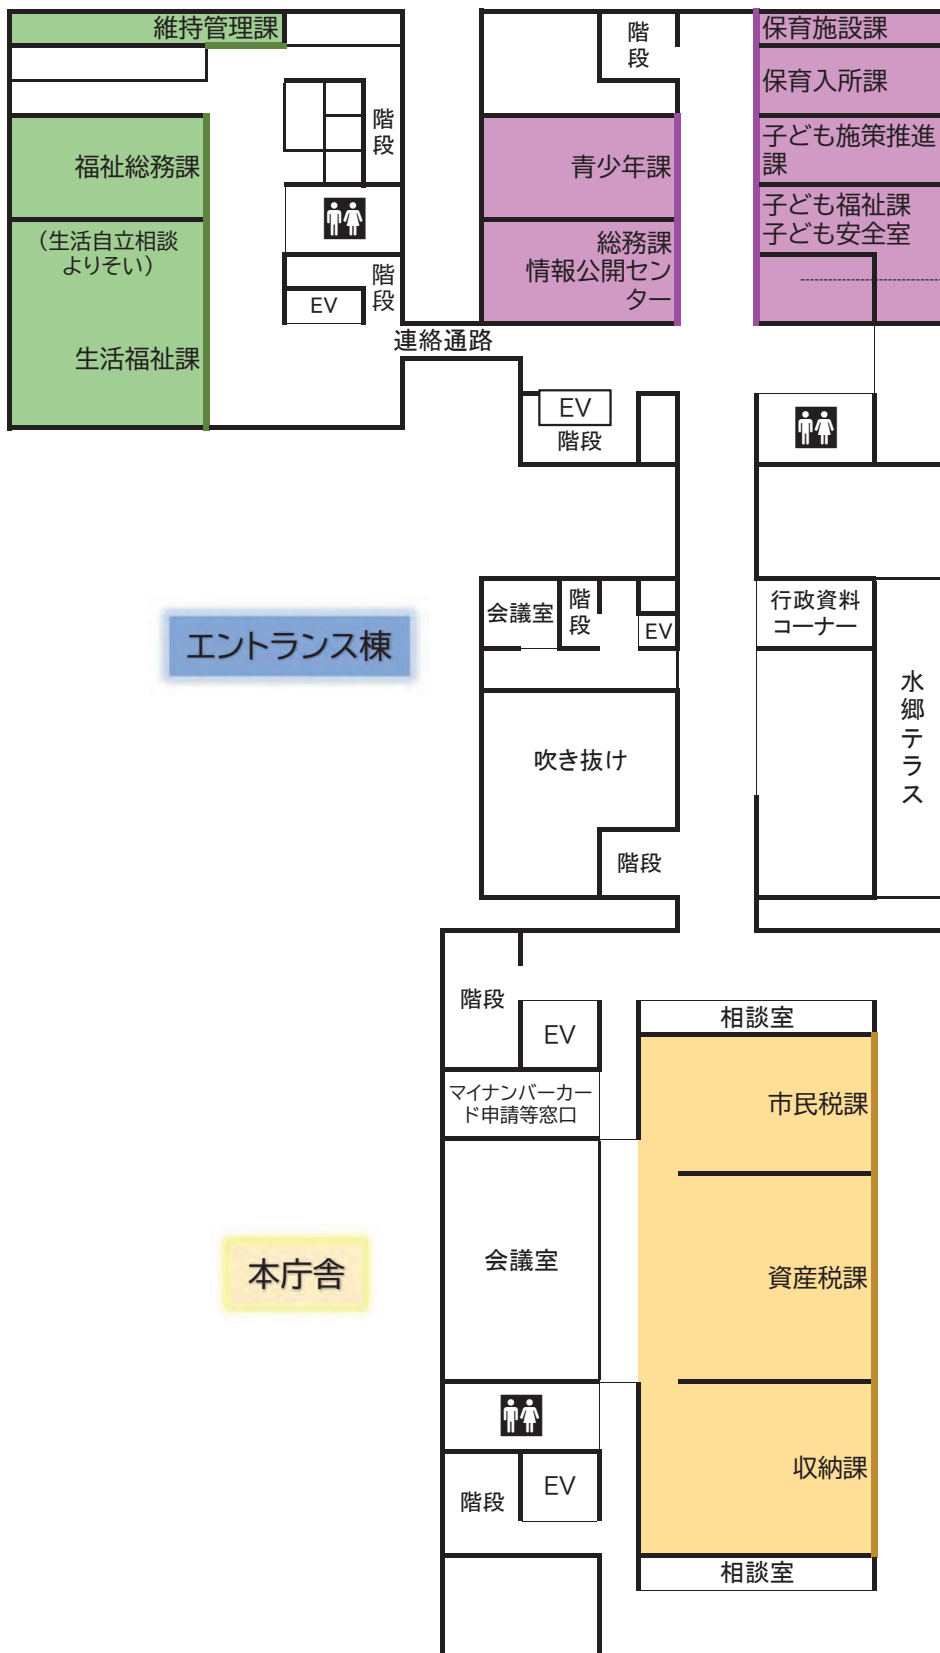 維持管理課
階
段
福祉総務課
(生活自立相談
よりそい)
階
段
EV
生活福祉課
連絡通路
階
段
青少年課
総務課
情報公開セン
ター
保育施設課
保育入所課
子ども施策推進
課
子ども福祉課
子ども安全室
EV
階段
エントランス棟
会議室
階
段
EV
行政資料
コーナー
水
郷
テ
ラ
ス
吹き抜け
階段
階段
EV
相談室
マイナンバーカー
ド申請等窓口
市民税課
本庁舎
会議室
資産税課
階段
EV
収納課
相談室